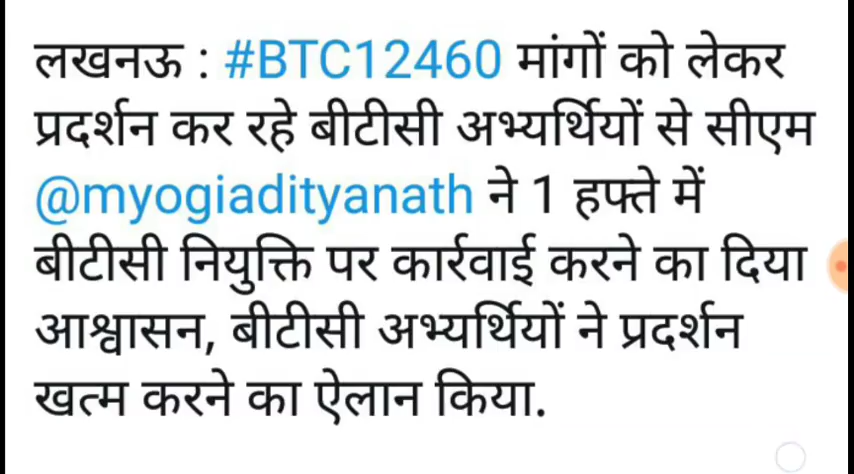 लखनऊ : #BTC12460 मांगों को लेकर
प्रदर्शन कर रहे बीटीसी अभ्यर्थियों से सीएम
@myogiadityanath ने 1 हफ्ते में
बीटीसी नियुक्ति पर कार्रवाई करने का दिया
आश्वासन, बीटीसी अभ्यर्थियों ने प्रदर्शन
खत्म करने का ऐलान किया.